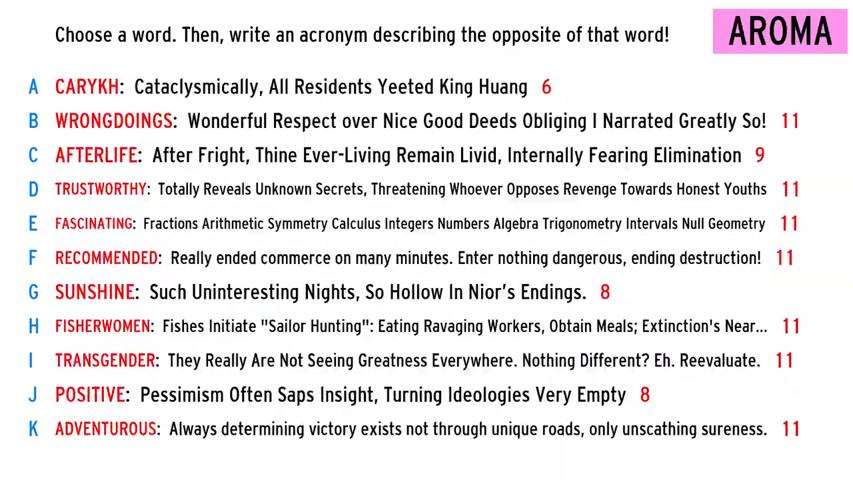 Choose a word. Then, write an acronym describing the opposite of that word!
AROMA
A CARYKH: Cataclysmically, All Residents Yeeted King Huang 6
B WRONGDOINGS: Wonderful Respect over Nice Good Deeds Obliging I Narrated Greatly So! 11
C AFTERLIFE: After Fright, Thine Ever-Living Remain Livid, Internally Fearing Elimination 9
D TRUSTWORTHY: Totally Reveals Unknown Secrets, Threatening Whoever Opposes Revenge Towards Honest Youths 11
E FASCINATING: Fractions Arithmetic Symmetry Calculus Integers Numbers Algebra Trigonometry Intervals Null Geometry 11
F RECOMMENDED: Really ended commerce on many minutes. Enter nothing dangerous, ending destruction! 11
G SUNSHINE: Such Uninteresting Nights, So Hollow In Nior's Endings. 8
H FISHERWOMEN: Fishes Initiate "Sailor Hunting": Eating Ravaging Workers, Obtain Meals; Extinction's Near... 11
I TRANSGENDER: They Really Are Not Seeing Greatness Everywhere. Nothing Different? Eh. Reevaluate. 11
J POSITIVE: Pessimism Often Saps Insight, Turning Ideologies Very Empty 8
K ADVENTUROUS: Always determining victory exists not through unique roads, only unscathing sureness. 11